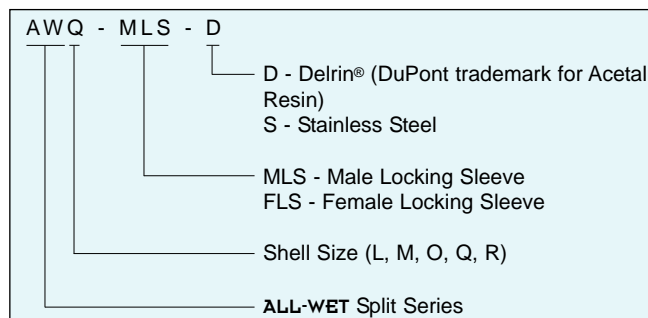 AWQ - MLS - D
D - Delrin® (DuPont trademark for Acetal
Resin)
S - Stainless Steel
MLS - Male Locking Sleeve
FLS - Female Locking Sleeve
Shell Size (L, M, O, Q, R)
ALL-WET Split Series